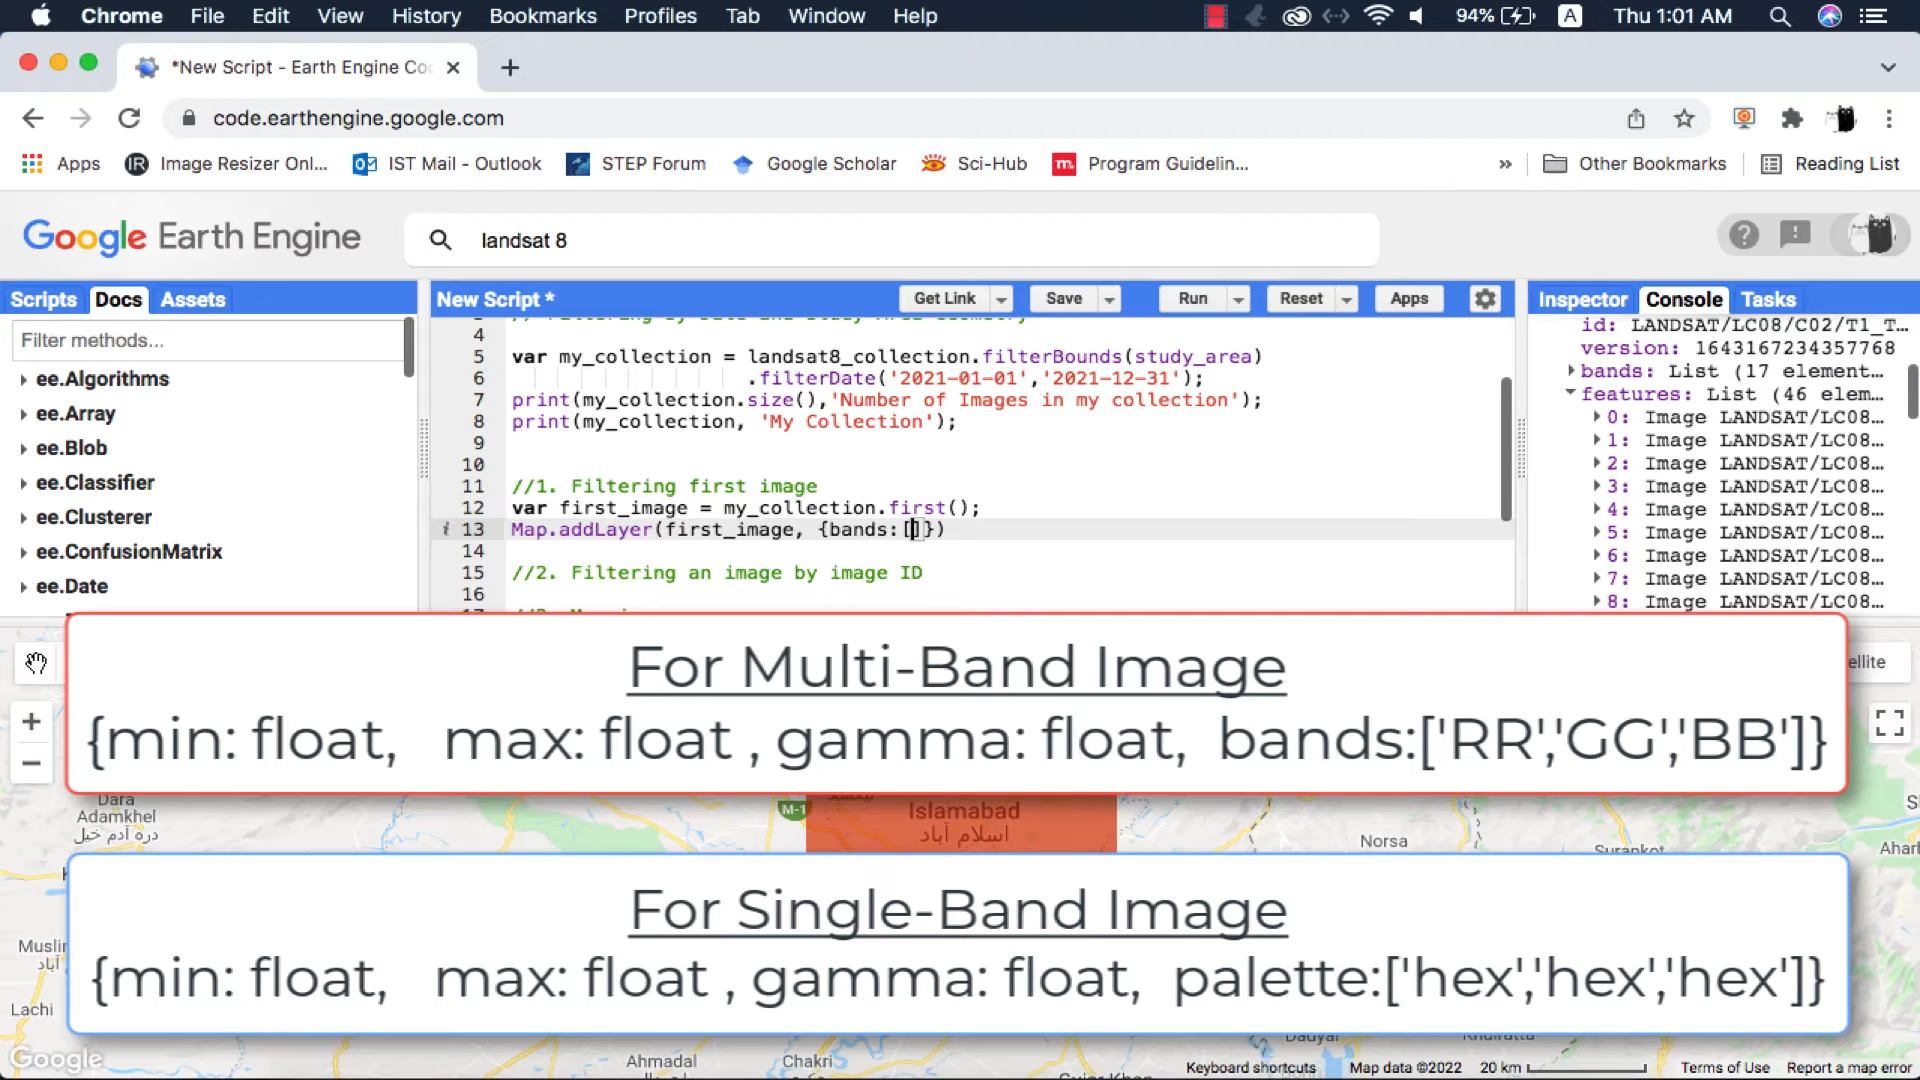 Chrome File Edit View History Bookmarks Profiles Tab Window Help 94% A Thu 1:01 AM
*New Script - Earth Engine Co
code.earthengine.google.com
Apps IR Image Resizer Onl... IST Mail - Outlook STEP Forum Google Scholar Sci-Hub m. Program Guidelin... » Other Bookmarks Reading List
Google Earth Engine
landsat 8
Scripts Docs Assets
Filter methods...
ee.Algorithms
ee.Array
ee.Blob
ee.Classifier
ee.Clusterer
ee.ConfusionMatrix
ee.Date
New Script *
Get Link Save Run Reset Apps
4
5 var my_collection = landsat8_collection.filterBounds(study_area)
6 .filterDate('2021-01-01','2021-12-31');
7 print(my_collection.size(),'Number of Images in my collection');
8 print(my_collection, 'My Collection');
9
10
11 //1. Filtering first image
12 var first_image = my_collection.first();
i 13 Map.addLayer(first_image, {bands:[]})
14
15 //2. Filtering an image by image ID
16
Inspector Console Tasks
id: LANDSAT/LC08/C02/T1_T...
version: 1643167234357768
bands: List (17 element...
features: List (46 elem...
0: Image LANDSAT/LC08...
1: Image LANDSAT/LC08...
2: Image LANDSAT/LC08...
3: Image LANDSAT/LC08...
4: Image LANDSAT/LC08...
5: Image LANDSAT/LC08...
6: Image LANDSAT/LC08...
7: Image LANDSAT/LC08...
8: Image LANDSAT/LC08...
ellite
For Multi-Band Image
{min: float, max: float , gamma: float, bands:['RR','GG','BB']}
Dara
Adamkhel
دره آدم خیل
M-1
Islamabad
اسلام آباد
Norsa
For Single-Band Image
{min: float, max: float , gamma: float, palette:['hex','hex','hex']}
Muslim
Lachi
Google
Ahmadal
Chakri
Keyboard shortcuts Map data ©2022 20 km Terms of Use Report a map error